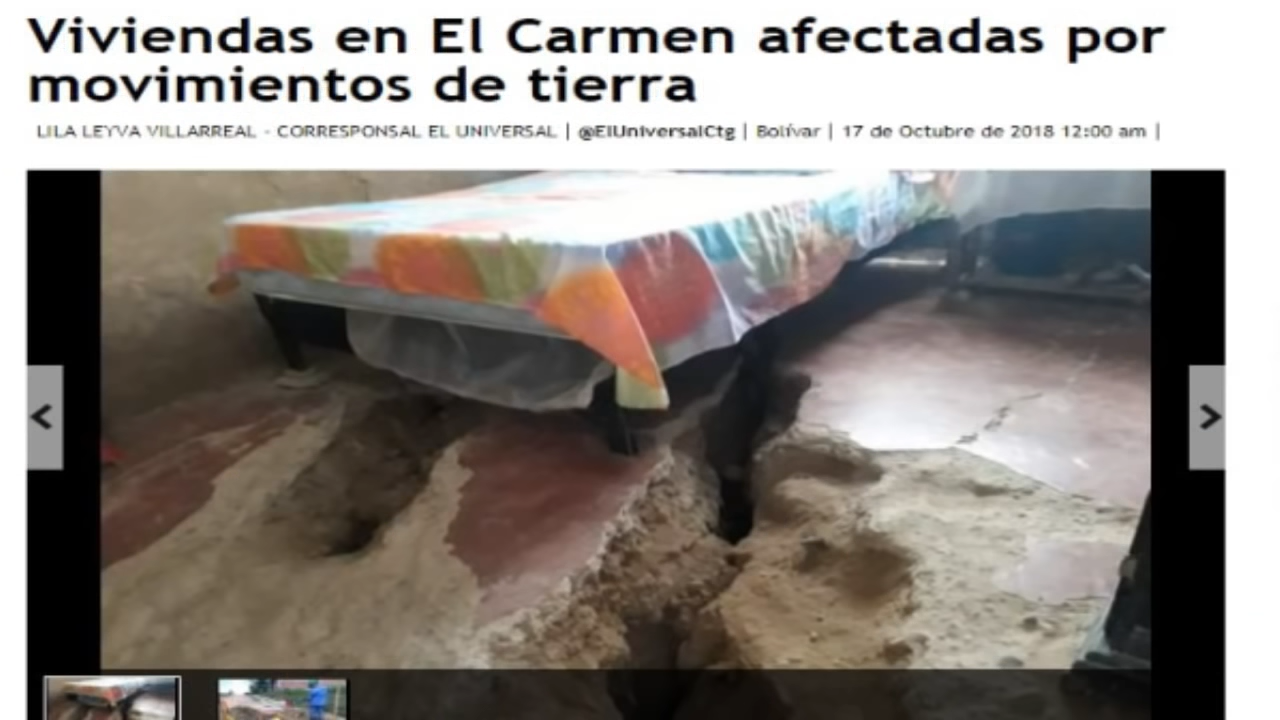 Viviendas en El Carmen afectadas por
movimientos de tierra
LILA LEYVA VILLARREAL - CORRESPONSAL EL UNIVERSAL | @ElUniversalCtg | Bolívar | 17 de Octubre de 2018 12:00 am |